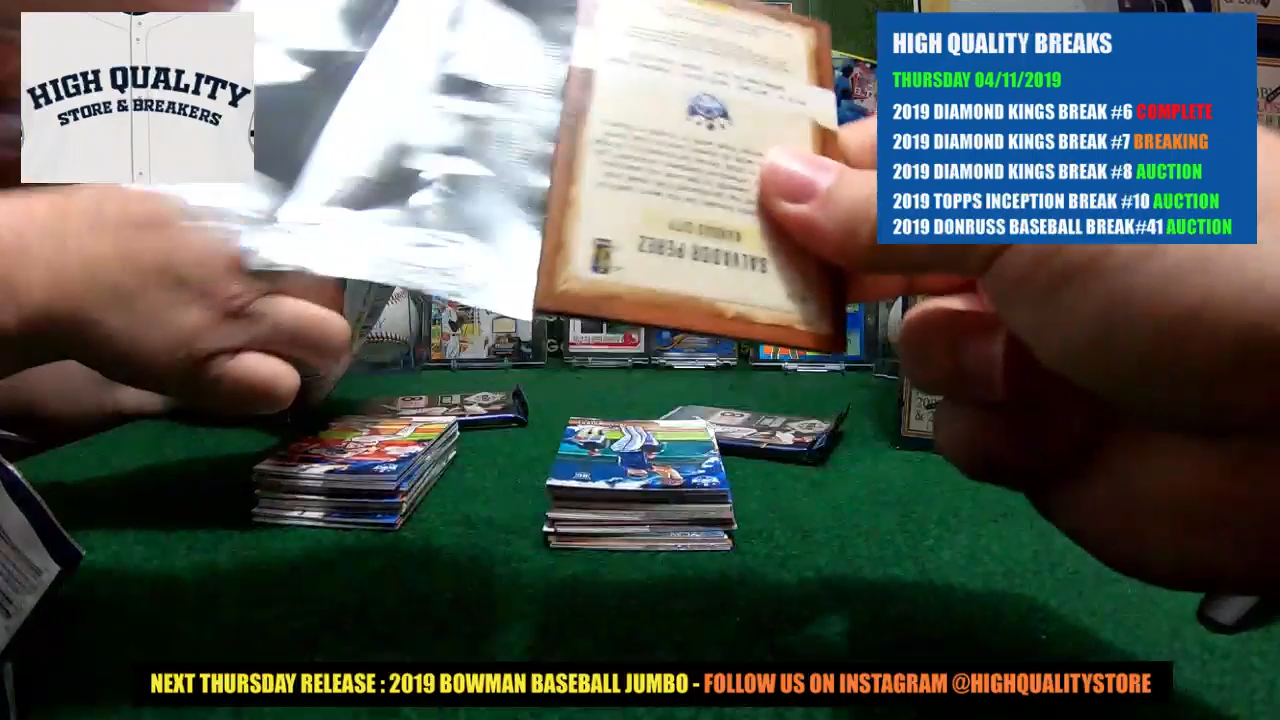 HIGH QUALITY
STORE & BREAKERS
HIGH QUALITY BREAKS
THURSDAY 04/11/2019
2019 DIAMOND KINGS BREAK #6 COMPLETE
2019 DIAMOND KINGS BREAK #7 BREAKING
2019 DIAMOND KINGS BREAK #8 AUCTION
2019 TOPPS INCEPTION BREAK #10 AUCTION
2019 DONRUSS BASEBALL BREAK#41 AUCTION
KANSAS CITY
SALVADOR PEREZ
NEXT THURSDAY RELEASE : 2019 BOWMAN BASEBALL JUMBO - FOLLOW US ON INSTAGRAM @HIGHQUALITYSTORE